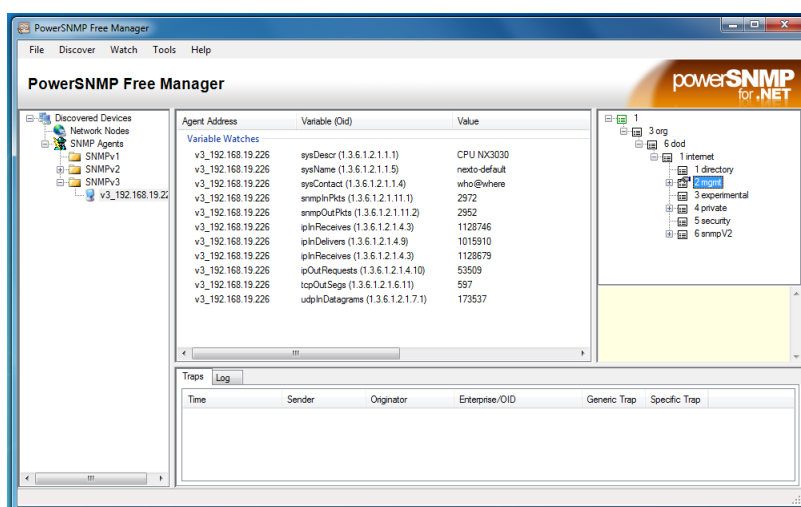 PowerSNMP Free Manager
File Discover Watch Tools Help
PowerSNMP Free Manager
powerSNMP
for .NET
Discovered Devices
Network Nodes
SNMP Agents
SNMPv1
SNMPv2
SNMPv3
v3_192.168.19.22
Agent Address Variable (Oid) Value
Variable Watches
v3_192.168.19.226 sysDescr (1.3.6.1.2.1.1.1) CPU NX3030
v3_192.168.19.226 sysName (1.3.6.1.2.1.1.5) nexto-default
v3_192.168.19.226 sysContact (1.3.6.1.2.1.1.4) who@where
v3_192.168.19.226 snmpInPkts (1.3.6.1.2.1.11.1) 2972
v3_192.168.19.226 snmpOutPkts (1.3.6.1.2.1.11.2) 2952
v3_192.168.19.226 ipInReceives (1.3.6.1.2.1.4.3) 1128746
v3_192.168.19.226 ipInDelivers (1.3.6.1.2.1.4.9) 1015910
v3_192.168.19.226 ipInReceives (1.3.6.1.2.1.4.3) 1128679
v3_192.168.19.226 ipOutRequests (1.3.6.1.2.1.4.10) 53509
v3_192.168.19.226 tcpOutSegs (1.3.6.1.2.1.6.11) 597
v3_192.168.19.226 udpInDatagrams (1.3.6.1.2.1.7.1) 173537
1
3 org
6 dod
1 internet
1 directory
2 mgmt
3 experimental
4 private
5 security
6 snmpV2
Traps Log
Time Sender Originator Enterprise/OID Generic Trap Specific Trap